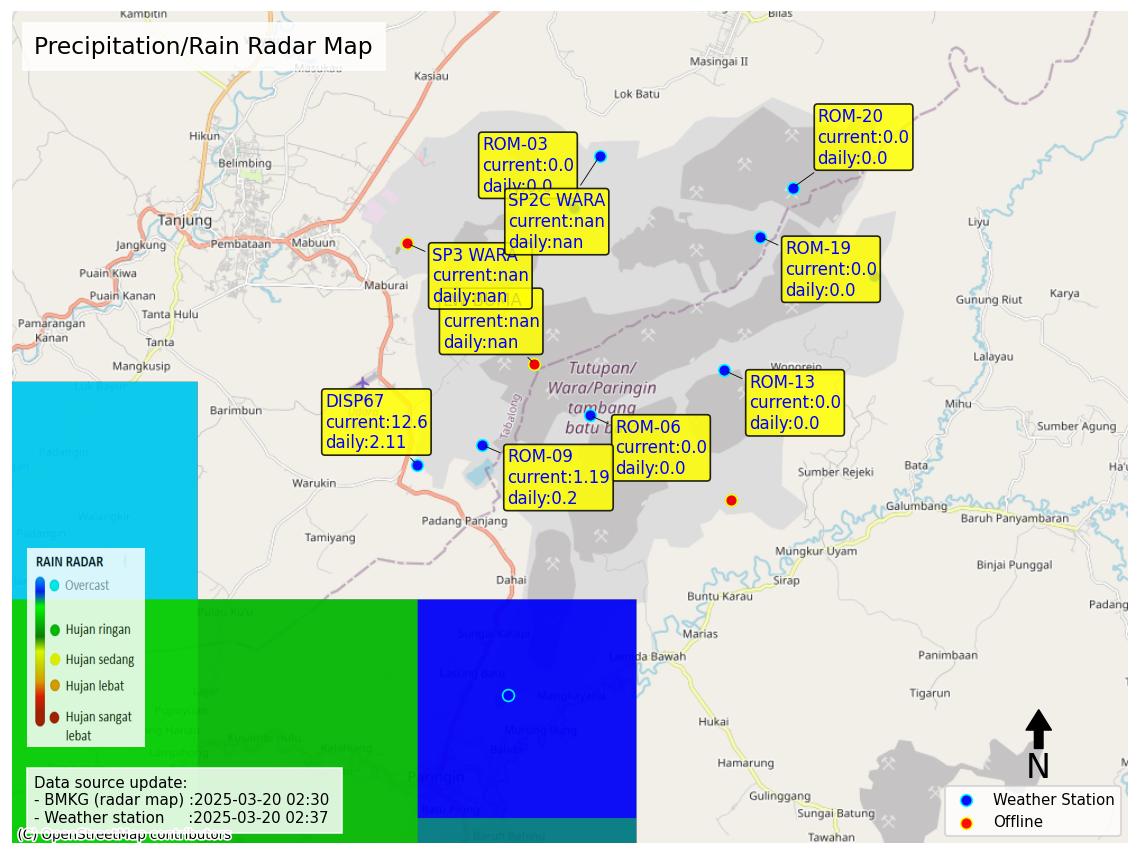 Precipitation/Rain Radar Map
Kambitin
Bilas
Masukau
Kasiau
Masingai II
Lok Batu
Hikun
Belimbing
ROM-20
current:0.0
daily:0.0
ROM-03
current:0.0
daily:0.0
SP2C WARA
current:nan
daily:nan
Tanjung
Jangkung
Pembataan
Mabuun
Liyu
ROM-19
current:0.0
daily:0.0
SP3 WARA
current:nan
daily:nan
current:nan
daily:nan
Puain Kiwa
Maburai
Puain Kanan
Tanta Hulu
Gunung Riut
Karya
Pamarangan
Kanan
Tanta
Mangkusip
Lalayau
Wonorejo
Tutupan/
Wara/Paringin
tambang
batu b
Tabalong
ROM-13
current:0.0
daily:0.0
DISP67
current:12.6
daily:2.11
Barimbun
Mihu
ROM-06
current:0.0
daily:0.0
Sumber Agung
ROM-09
current:1.19
daily:0.2
Warukin
Sumber Rejeki
Bata
Ha'u
Galumbang
Padang Panjang
Baruh Panyambaran
Tamiyang
Mungkur Uyam
Binjai Punggal
Dahai
Sirap
Buntu Karau
Padang
RAIN RADAR
Overcast
Hujan ringan
Hujan sedang
Hujan lebat
Hujan sangat
lebat
Marias
Lamida Bawah
Panimbaan
Mangkayahu
Tigarun
Murung Ilung
Hukai
Paringin
Hamarung
N
Gulinggang
Sungai Batung
Tawahan
Data source update:
- BMKG (radar map) :2025-03-20 02:30
- Weather station :2025-03-20 02:37
(C) OpenStreetMap contributors
Weather Station
Offline